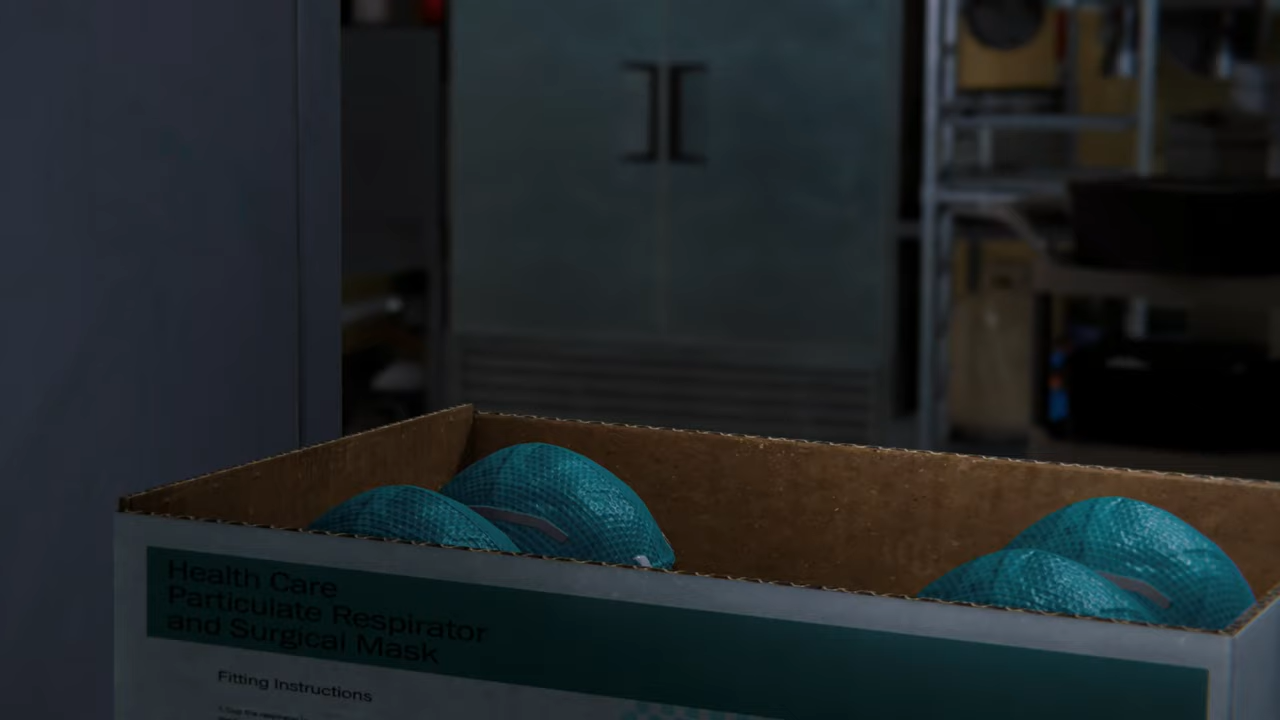 Health Care
Particulate Respirator
and Surgical Mask
Fitting Instructions